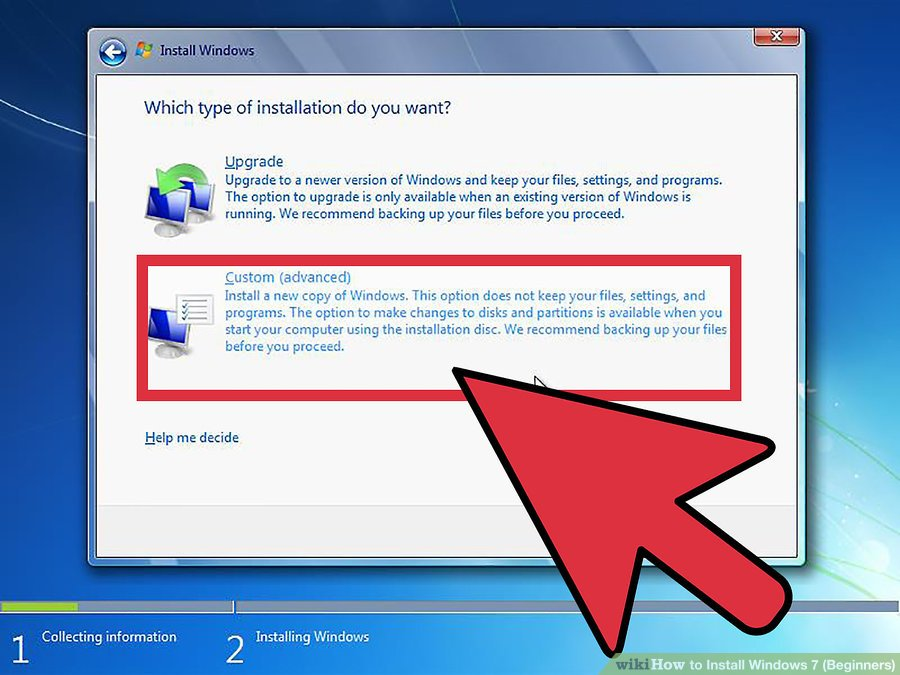 Install Windows
Which type of installation do you want?
Upgrade
Upgrade to a newer version of Windows and keep your files, settings, and programs.
The option to upgrade is only available when an existing version of Windows is
running. We recommend backing up your files before you proceed.
Custom (advanced)
Install a new copy of Windows. This option does not keep your files, settings, and
programs. The option to make changes to disks and partitions is available when you
start your computer using the installation disc. We recommend backing up your files
before you proceed.
Help me decide
1 Collecting information
2 Installing Windows
wikiHow to Install Windows 7 (Beginners)